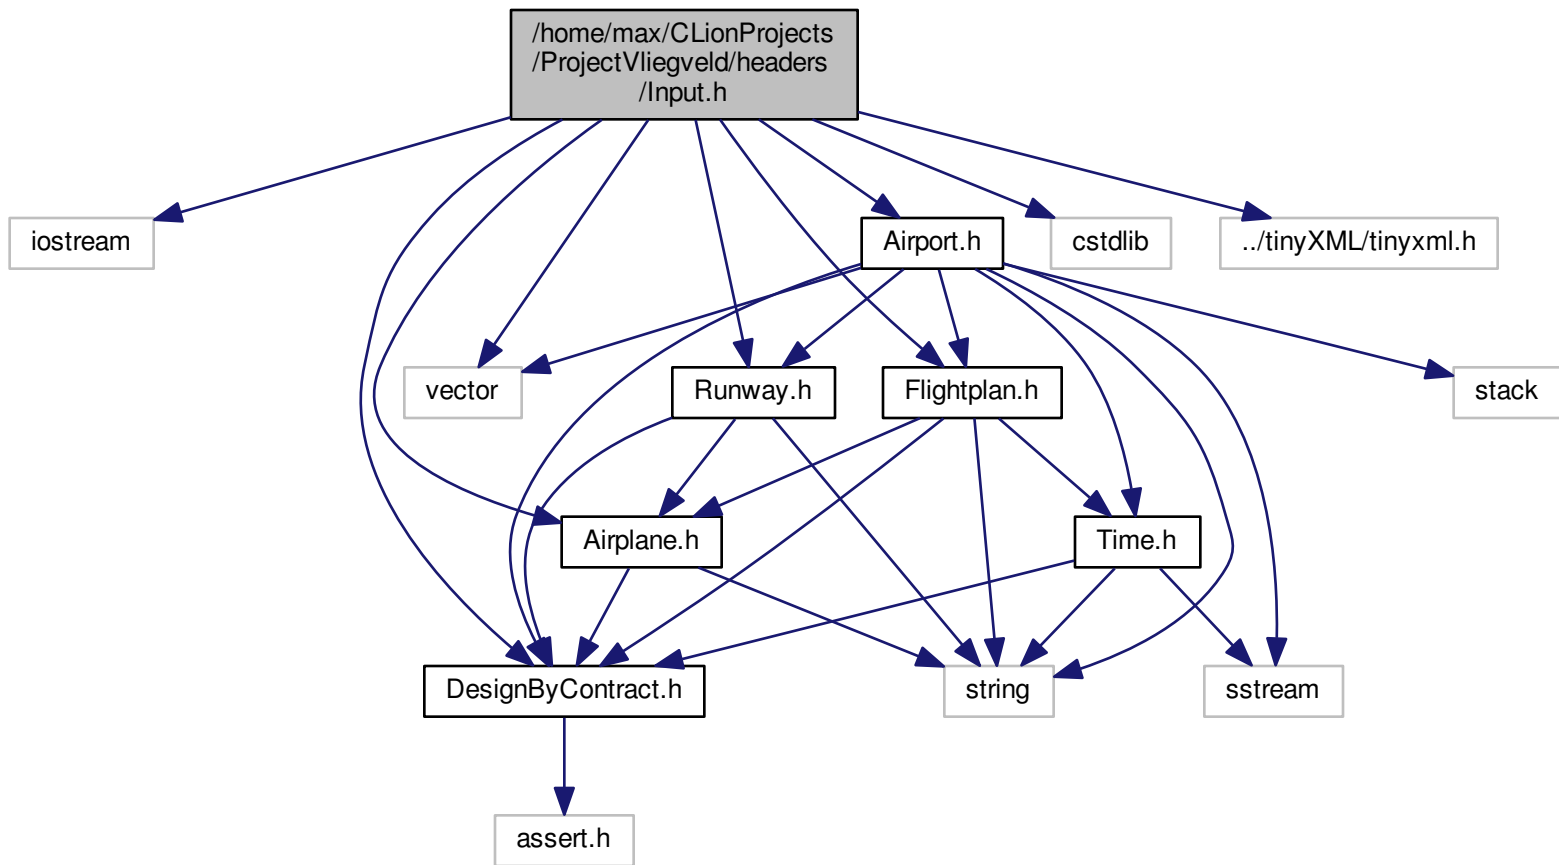 /home/max/CLionProjects
/ProjectVliegveld/headers
/Input.h
iostream
Airport.h
cstdlib
../tinyXML/tinyxml.h
vector
Runway.h
Flightplan.h
stack
Airplane.h
Time.h
DesignByContract.h
string
sstream
assert.h